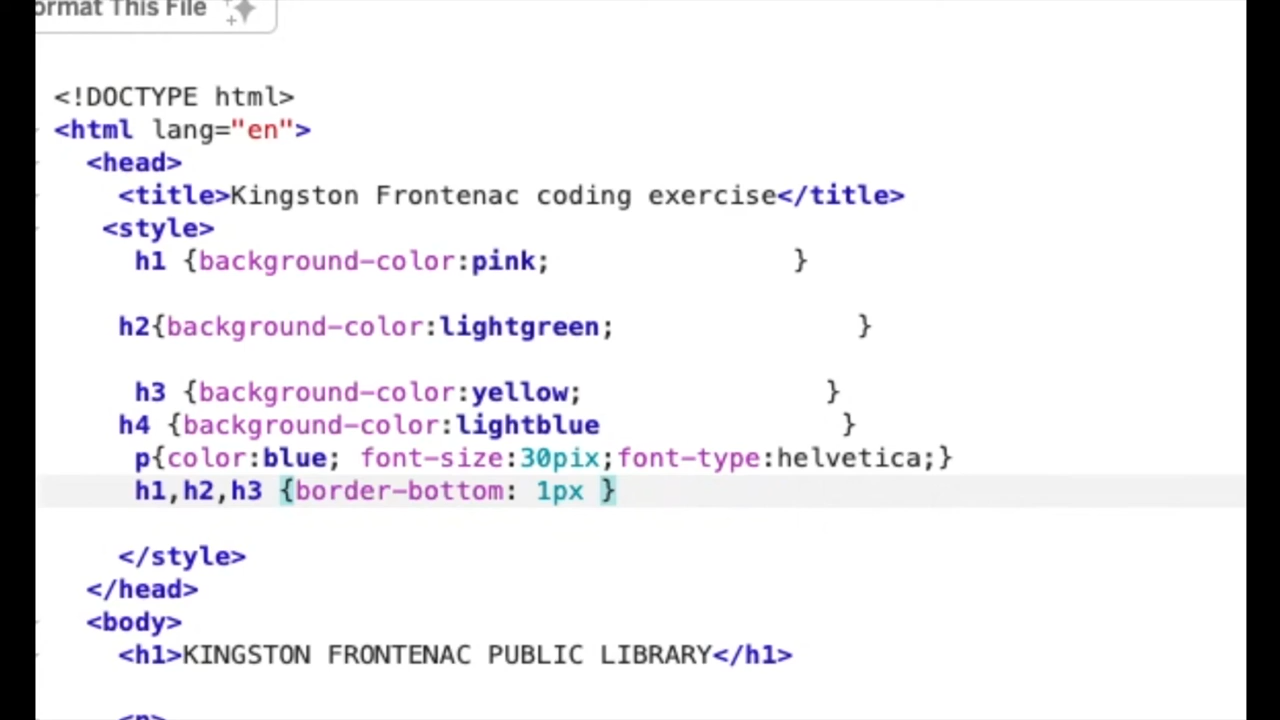 ormat This File
<!DOCTYPE html>
<html lang="en">
<head>
<title>Kingston Frontenac coding exercise</title>
<style>
h1 {background-color:pink; }
h2{background-color:lightgreen; }
h3 {background-color:yellow; }
h4 {background-color:lightblue }
p{color:blue; font-size:30pix;font-type:helvetica;}
h1,h2,h3 {border-bottom: 1px }
</style>
</head>
<body>
<h1>KINGSTON FRONTENAC PUBLIC LIBRARY</h1>